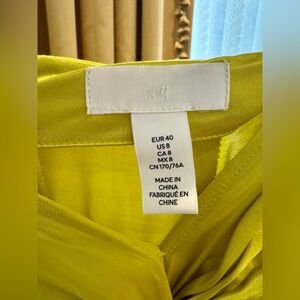 H&M
EUR 40
US 8
CA 8
MX 8
CN 170/76A
MADE IN
CHINA
FABRIQUÉ EN
CHINE